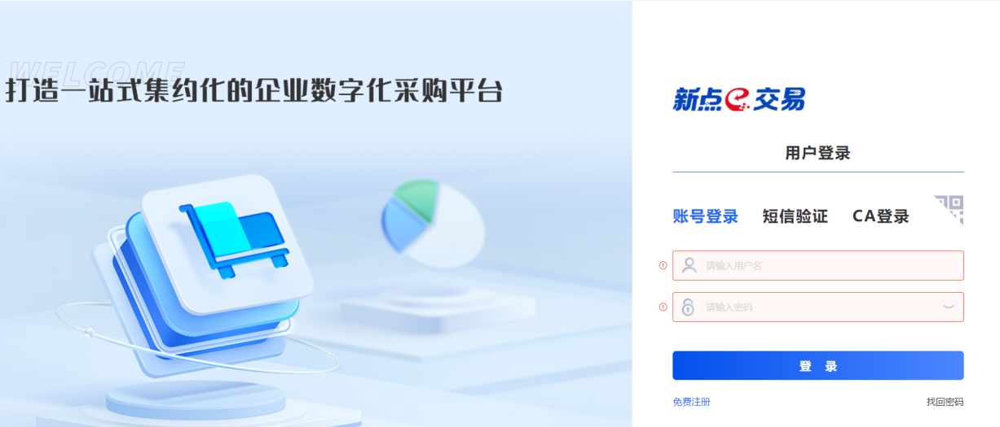 WELCOME
打造一站式集约化的企业数字化采购平台
新点e交易
用户登录
账号登录 短信验证 CA登录
请输入用户名
请输入密码
登 录
免费注册 找回密码